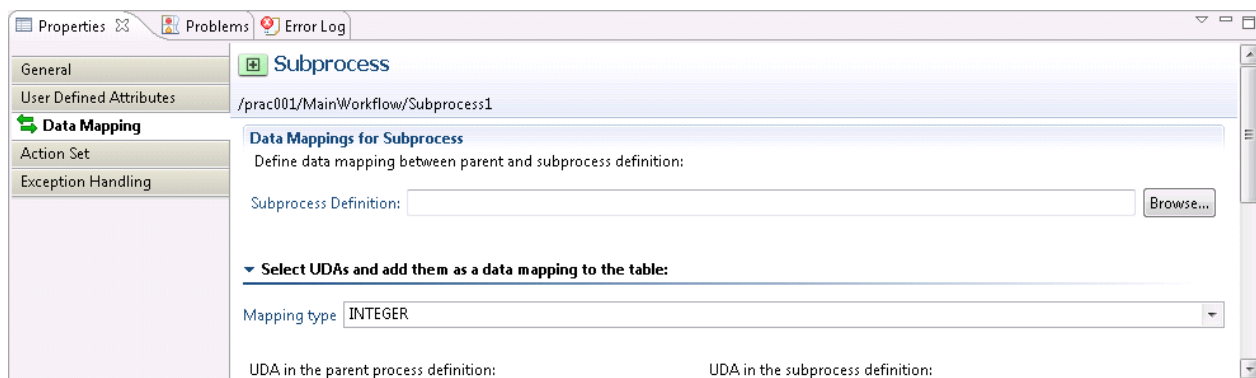 Properties Problems Error Log
General
User Defined Attributes
Data Mapping
Action Set
Exception Handling
Subprocess
/prac001/MainWorkflow/Subprocess1
Data Mappings for Subprocess
Define data mapping between parent and subprocess definition:
Subprocess Definition: Browse...
Select UDAs and add them as a data mapping to the table:
Mapping type INTEGER
UDA in the parent process definition: UDA in the subprocess definition: